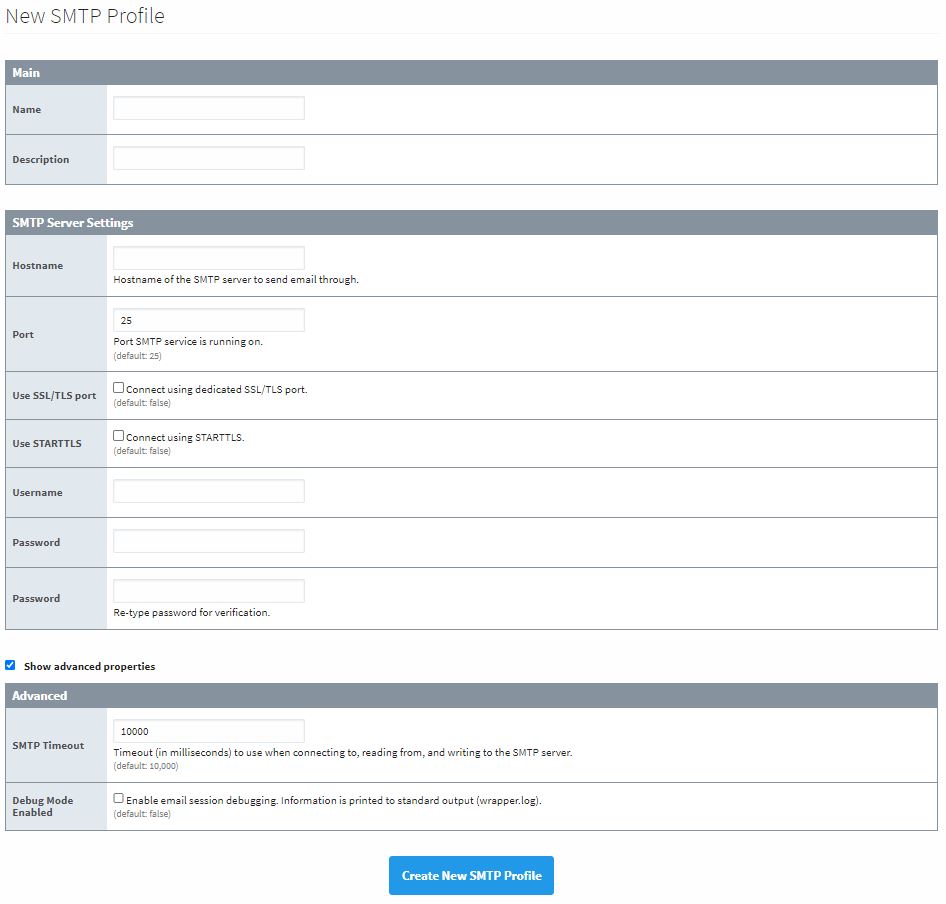 New SMTP Profile
Main
Name
Description
SMTP Server Settings
Hostname
Hostname of the SMTP server to send email through.
Port
25
Port SMTP service is running on.
(default: 25)
Use SSL/TLS port
Connect using dedicated SSL/TLS port.
(default: false)
Use STARTTLS
Connect using STARTTLS.
(default: false)
Username
Password
Password
Re-type password for verification.
Show advanced properties
Advanced
SMTP Timeout
10000
Timeout (in milliseconds) to use when connecting to, reading from, and writing to the SMTP server.
(default: 10,000)
Debug Mode
Enabled
Enable email session debugging. Information is printed to standard output (wrapper.log).
(default: false)
Create New SMTP Profile